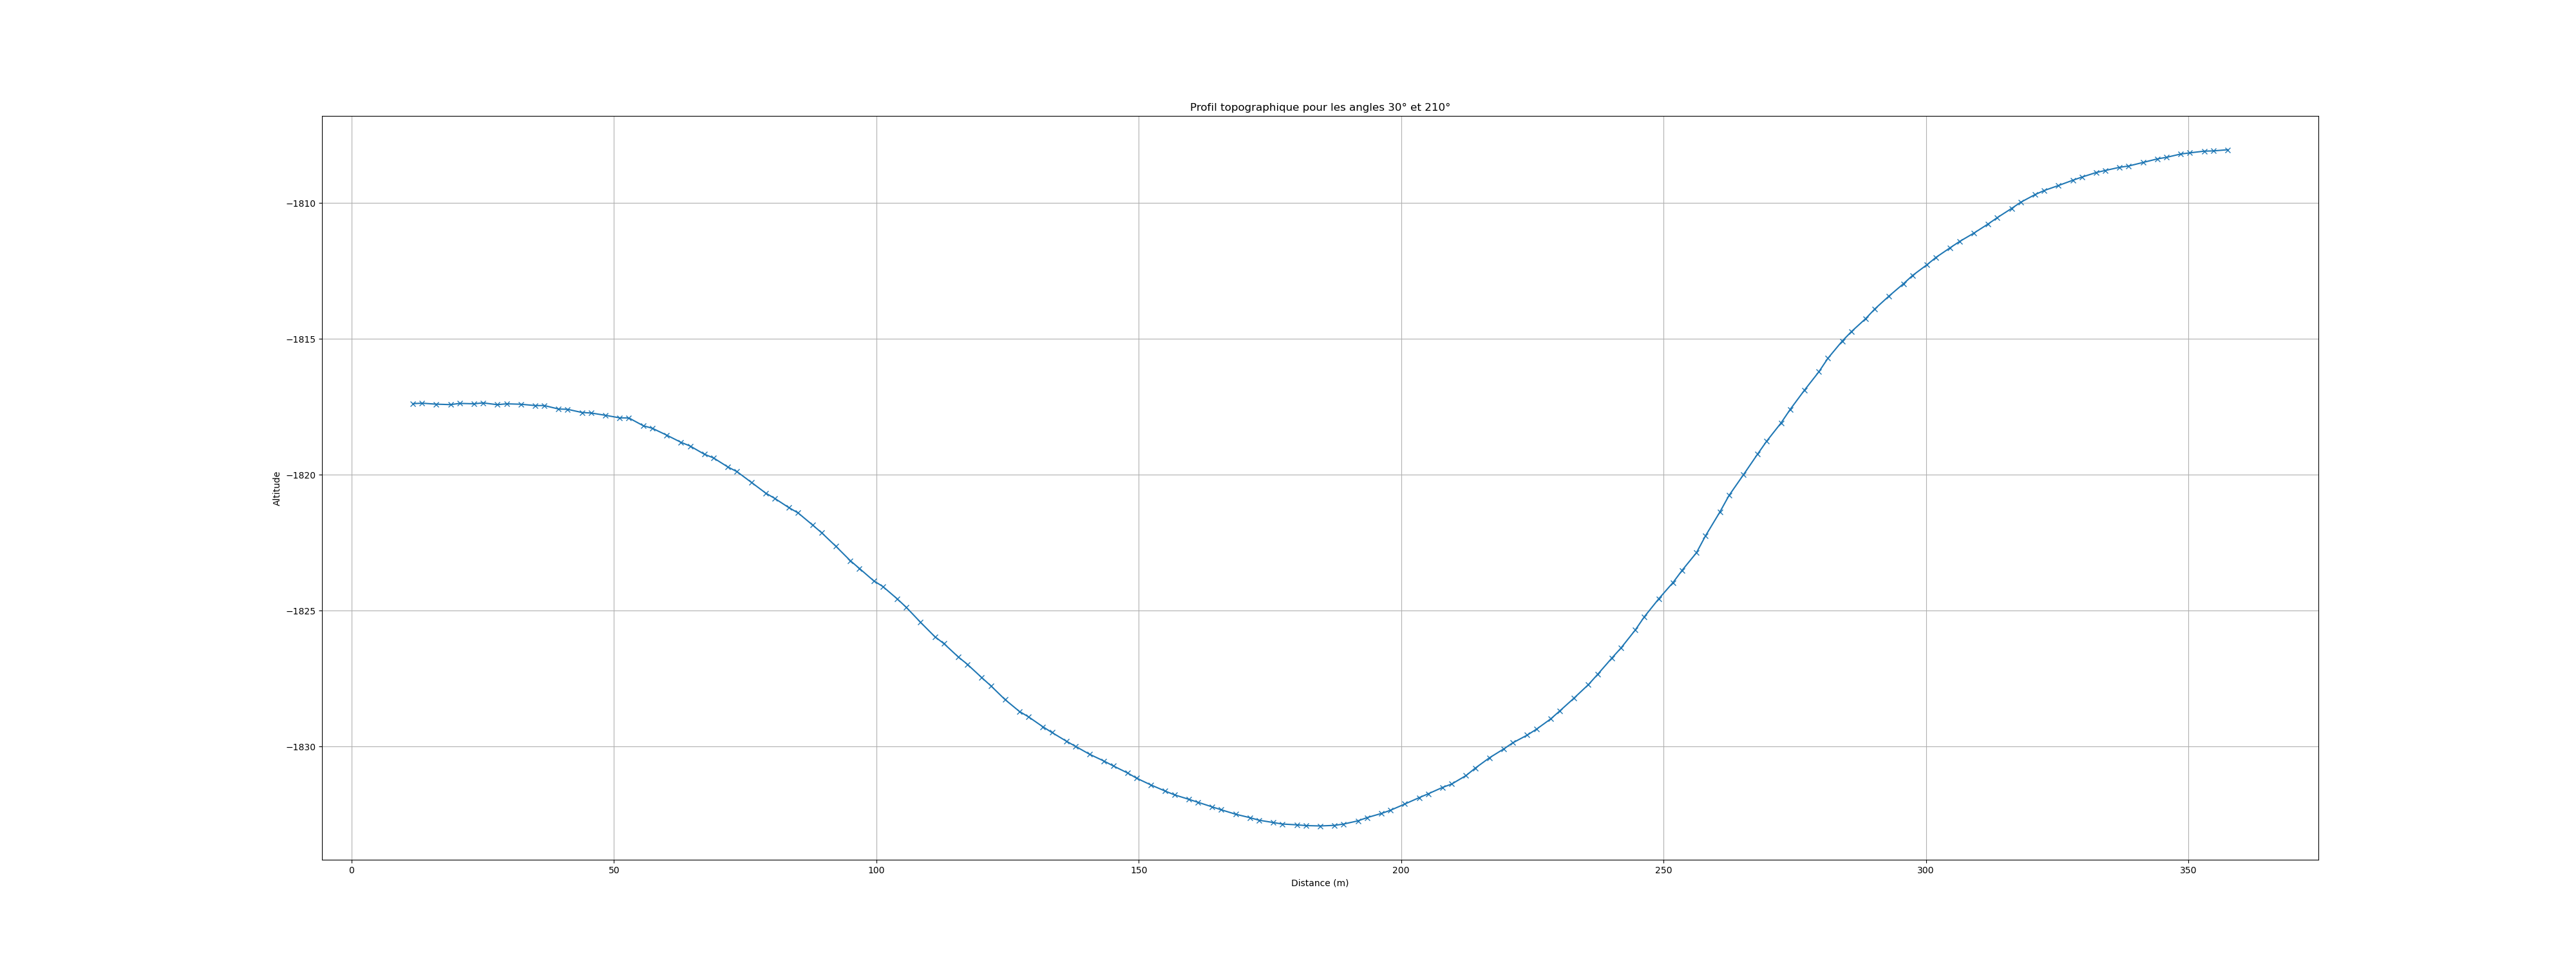 Profil topographique pour les angles 30° et 210°
−1810
−1815
−1820
−1825
−1830
Altitude
0 50 100 150 200 250 300 350
Distance (m)